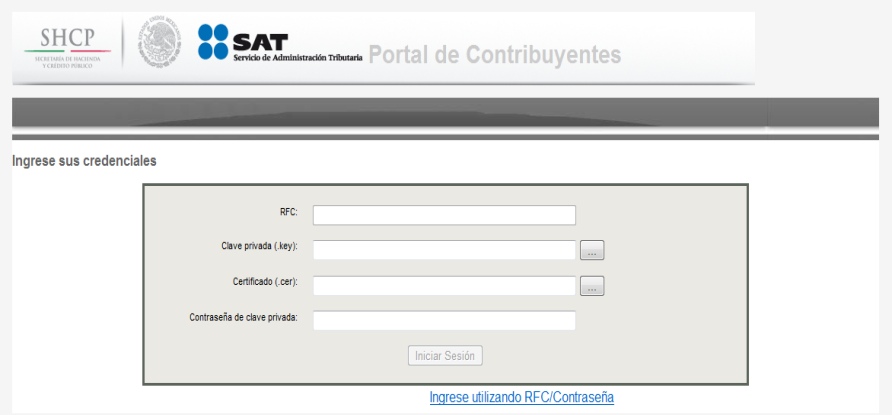 SHCP
SECRETARÍA DE HACIENDA
Y CRÉDITO PÚBLICO
SAT
Servicio de Administración Tributaria
Portal de Contribuyentes
Ingrese sus credenciales
RFC:
Clave privada (.key):
...
Certificado (.cer):
...
Contraseña de clave privada:
Iniciar Sesión
Ingrese utilizando RFC/Contraseña